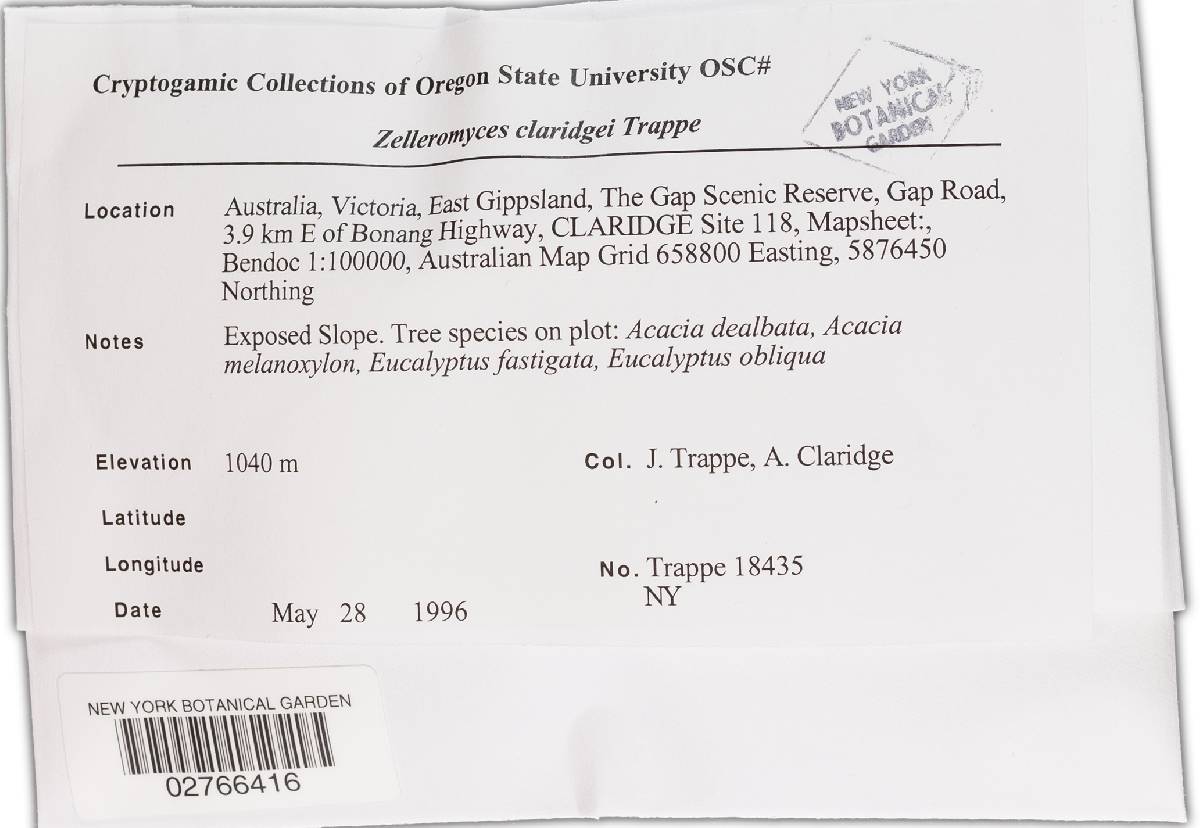 Cryptogamic Collections of Oregon State University OSC#
NEW YORK
BOTANICAL
GARDEN
Zelleromyces claridgei Trappe
Location Australia, Victoria, East Gippsland, The Gap Scenic Reserve, Gap Road,
3.9 km E of Bonang Highway, CLARIDGE Site 118, Mapsheet:,
Bendoc 1:100000, Australian Map Grid 658800 Easting, 5876450
Northing
Notes Exposed Slope. Tree species on plot: Acacia dealbata, Acacia
melanoxylon, Eucalyptus fastigata, Eucalyptus obliqua
Elevation 1040 m Col. J. Trappe, A. Claridge
Latitude
Longitude No. Trappe 18435
NY
Date May 28 1996
NEW YORK BOTANICAL GARDEN
02766416